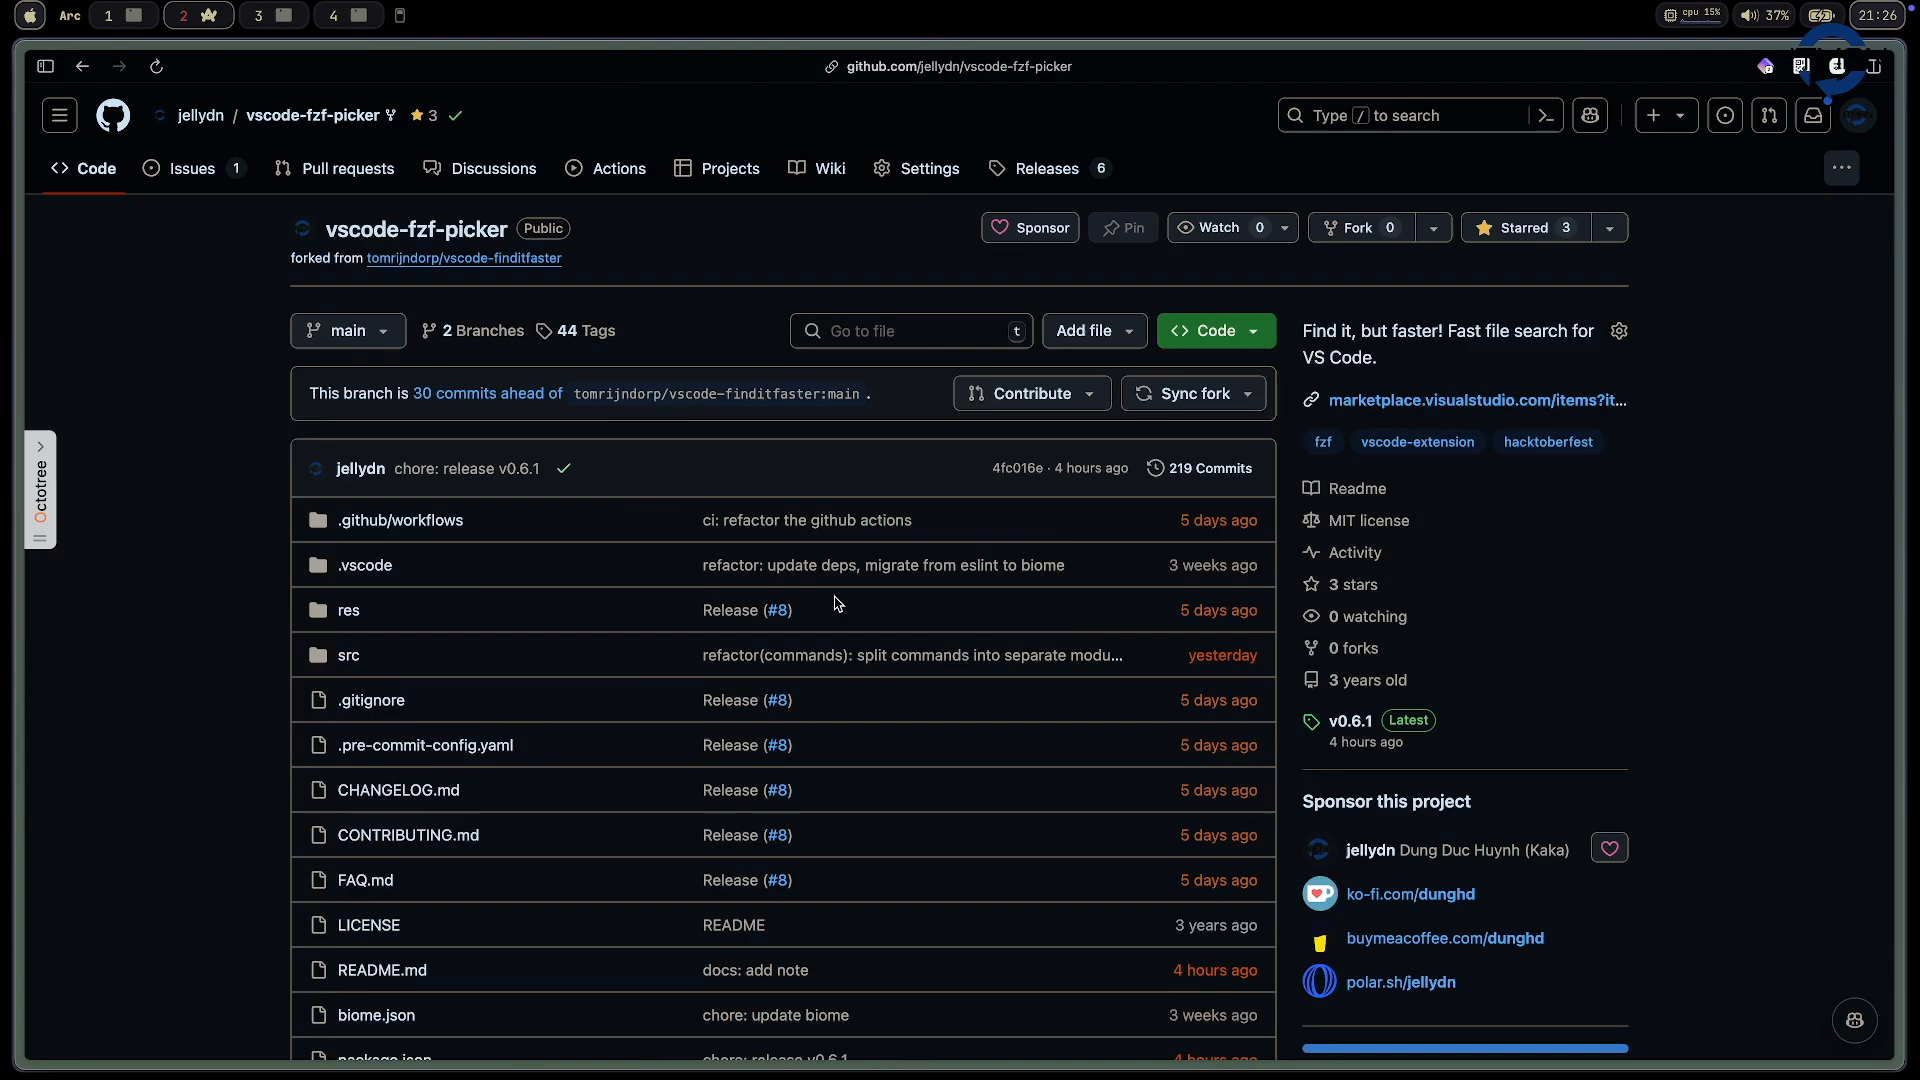 Arc 1 2 3 4 cpu 15% 37% 21:26
github.com/jellydn/vscode-fzf-picker
jellydn / vscode-fzf-picker 3 Type / to search
Code Issues 1 Pull requests Discussions Actions Projects Wiki Settings Releases 6
vscode-fzf-picker Public Sponsor Pin Watch 0 Fork 0 Starred 3
forked from tomrijndorp/vscode-finditfaster
main 2 Branches 44 Tags Go to file t Add file Code
This branch is 30 commits ahead of tomrijndorp/vscode-finditfaster:main . Contribute Sync fork
jellydn chore: release v0.6.1 4fc016e · 4 hours ago 219 Commits
.github/workflows ci: refactor the github actions 5 days ago
.vscode refactor: update deps, migrate from eslint to biome 3 weeks ago
res Release (#8) 5 days ago
src refactor(commands): split commands into separate modu... yesterday
.gitignore Release (#8) 5 days ago
.pre-commit-config.yaml Release (#8) 5 days ago
CHANGELOG.md Release (#8) 5 days ago
CONTRIBUTING.md Release (#8) 5 days ago
FAQ.md Release (#8) 5 days ago
LICENSE README 3 years ago
README.md docs: add note 4 hours ago
biome.json chore: update biome 3 weeks ago
package.json chore: release v0.6.1 4 hours ago
Octotree
Find it, but faster! Fast file search for
VS Code.
marketplace.visualstudio.com/items?it...
fzf vscode-extension hacktoberfest
Readme
MIT license
Activity
3 stars
0 watching
0 forks
3 years old
v0.6.1 Latest
4 hours ago
Sponsor this project
jellydn Dung Duc Huynh (Kaka)
ko-fi.com/dunghd
buymeacoffee.com/dunghd
polar.sh/jellydn